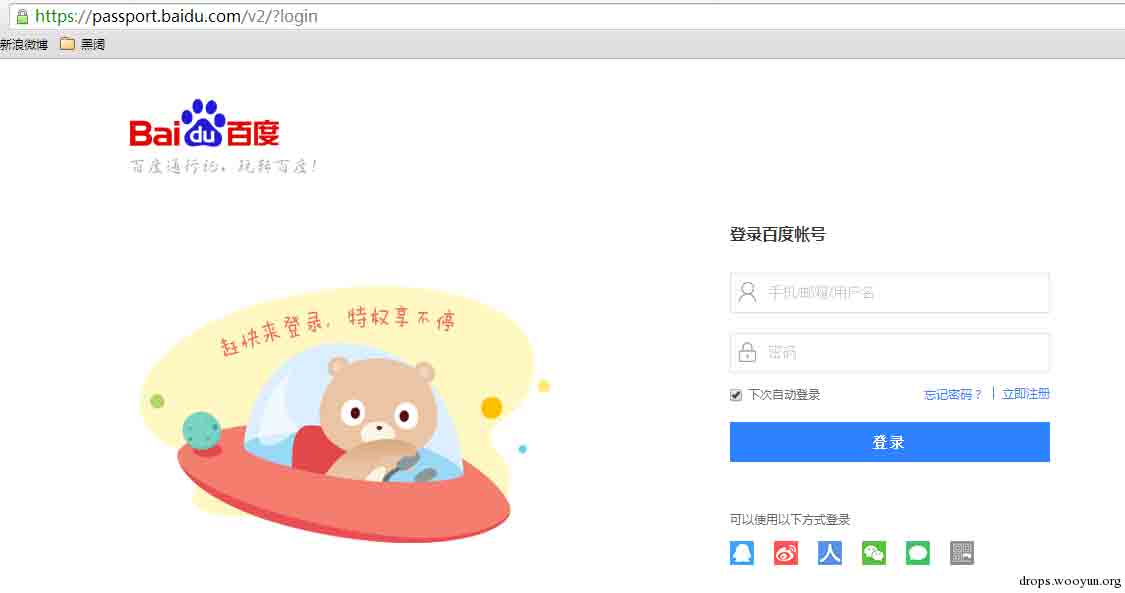 https://passport.baidu.com/v2/?login
新浪微博 黑阔
Bai du 百度
百度通行证，玩转百度！
登录百度帐号
手机/邮箱/用户名
赶快来登录，特权享不停
密码
下次自动登录 忘记密码？ 立即注册
登录
可以使用以下方式登录
drops.wooyun.org